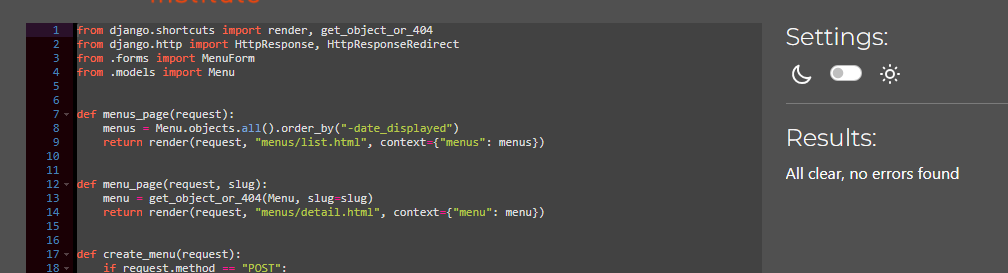 Institute
1 from django.shortcuts import render, get_object_or_404
2 from django.http import HttpResponse, HttpResponseRedirect
3 from .forms import MenuForm
4 from .models import Menu
5
6
7 def menus_page(request):
8     menus = Menu.objects.all().order_by("-date_displayed")
9     return render(request, "menus/list.html", context={"menus": menus})
10
11
12 def menu_page(request, slug):
13     menu = get_object_or_404(Menu, slug=slug)
14     return render(request, "menus/detail.html", context={"menu": menu})
15
16
17 def create_menu(request):
18     if request.method == "POST":
Settings:
Results:
All clear, no errors found